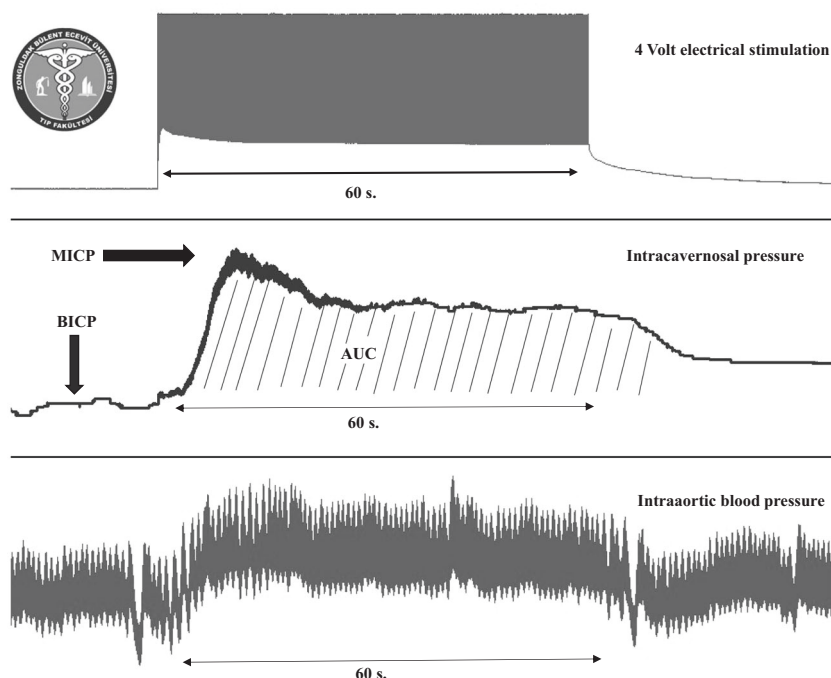 ZONGULDAK BÜLENT ECEVİT ÜNİVERSİTESİ
TIP FAKÜLTESİ
4 Volt electrical stimulation
60 s.
MICP
Intracavernosal pressure
BICP
AUC
60 s.
Intraaortic blood pressure
60 s.